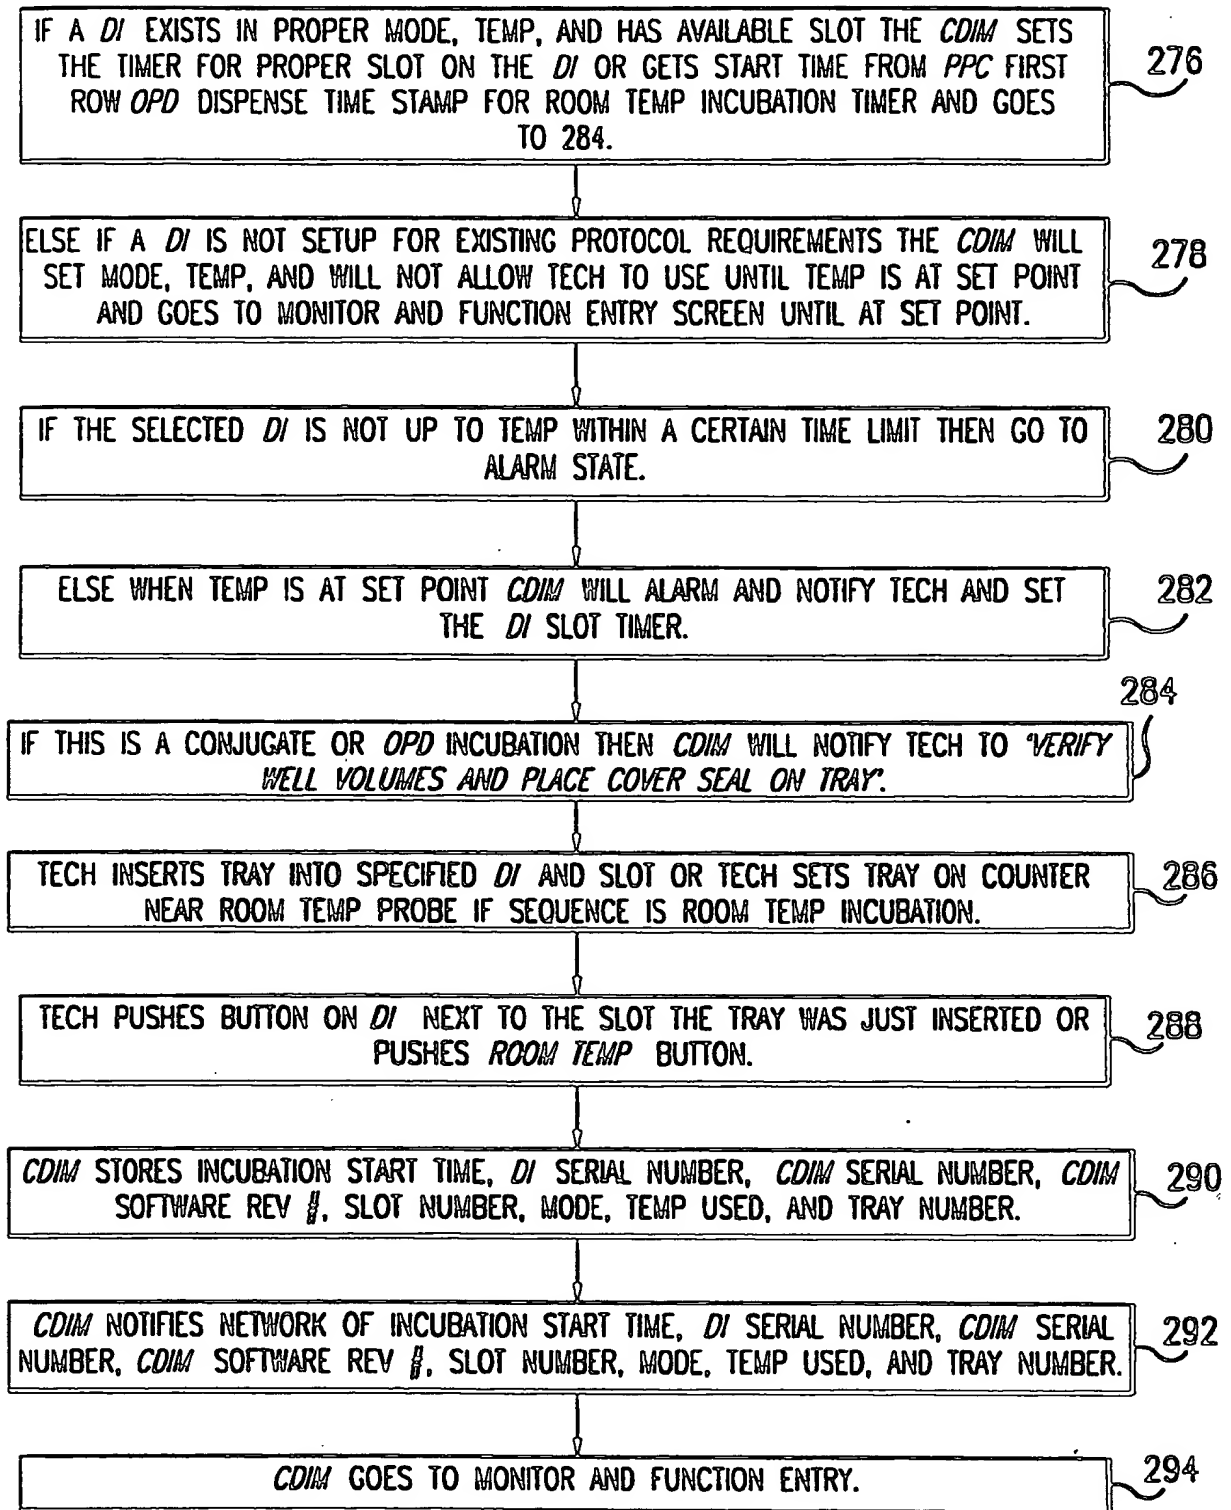 IF A DI EXISTS IN PROPER MODE, TEMP, AND HAS AVAILABLE SLOT THE CDIM SETS
THE TIMER FOR PROPER SLOT ON THE DI OR GETS START TIME FROM PPC FIRST
ROW OPD DISPENSE TIME STAMP FOR ROOM TEMP INCUBATION TIMER AND GOES
TO 284.
276
ELSE IF A DI IS NOT SETUP FOR EXISTING PROTOCOL REQUIREMENTS THE CDIM WILL
SET MODE, TEMP, AND WILL NOT ALLOW TECH TO USE UNTIL TEMP IS AT SET POINT
AND GOES TO MONITOR AND FUNCTION ENTRY SCREEN UNTIL AT SET POINT.
278
IF THE SELECTED DI IS NOT UP TO TEMP WITHIN A CERTAIN TIME LIMIT THEN GO TO
ALARM STATE.
280
ELSE WHEN TEMP IS AT SET POINT CDIM WILL ALARM AND NOTIFY TECH AND SET
THE DI SLOT TIMER.
282
284
IF THIS IS A CONJUGATE OR OPD INCUBATION THEN CDIM WILL NOTIFY TECH TO 'VERIFY
WELL VOLUMES AND PLACE COVER SEAL ON TRAY'.
TECH INSERTS TRAY INTO SPECIFIED DI AND SLOT OR TECH SETS TRAY ON COUNTER
NEAR ROOM TEMP PROBE IF SEQUENCE IS ROOM TEMP INCUBATION.
286
TECH PUSHES BUTTON ON DI NEXT TO THE SLOT THE TRAY WAS JUST INSERTED OR
PUSHES ROOM TEMP BUTTON.
288
CDIM STORES INCUBATION START TIME, DI SERIAL NUMBER, CDIM SERIAL NUMBER, CDIM
SOFTWARE REV #, SLOT NUMBER, MODE, TEMP USED, AND TRAY NUMBER.
290
CDIM NOTIFIES NETWORK OF INCUBATION START TIME, DI SERIAL NUMBER, CDIM SERIAL
NUMBER, CDIM SOFTWARE REV #, SLOT NUMBER, MODE, TEMP USED, AND TRAY NUMBER.
292
CDIM GOES TO MONITOR AND FUNCTION ENTRY.
294